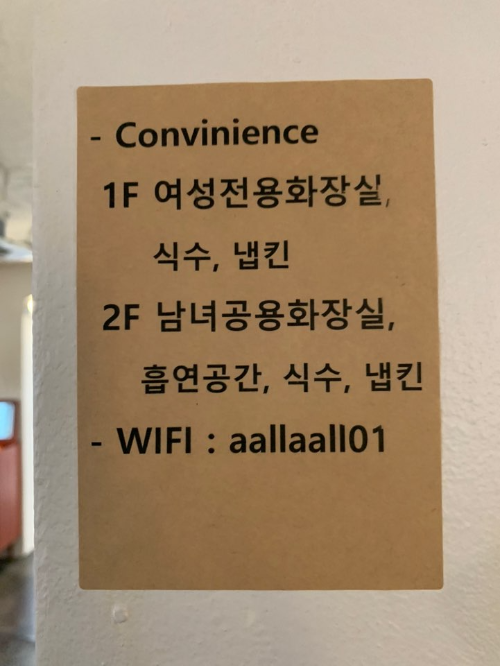 - Convinience
1F 여성전용화장실,
식수, 냅킨
2F 남녀공용화장실,
흡연공간, 식수, 냅킨
- WIFI : aallaall01